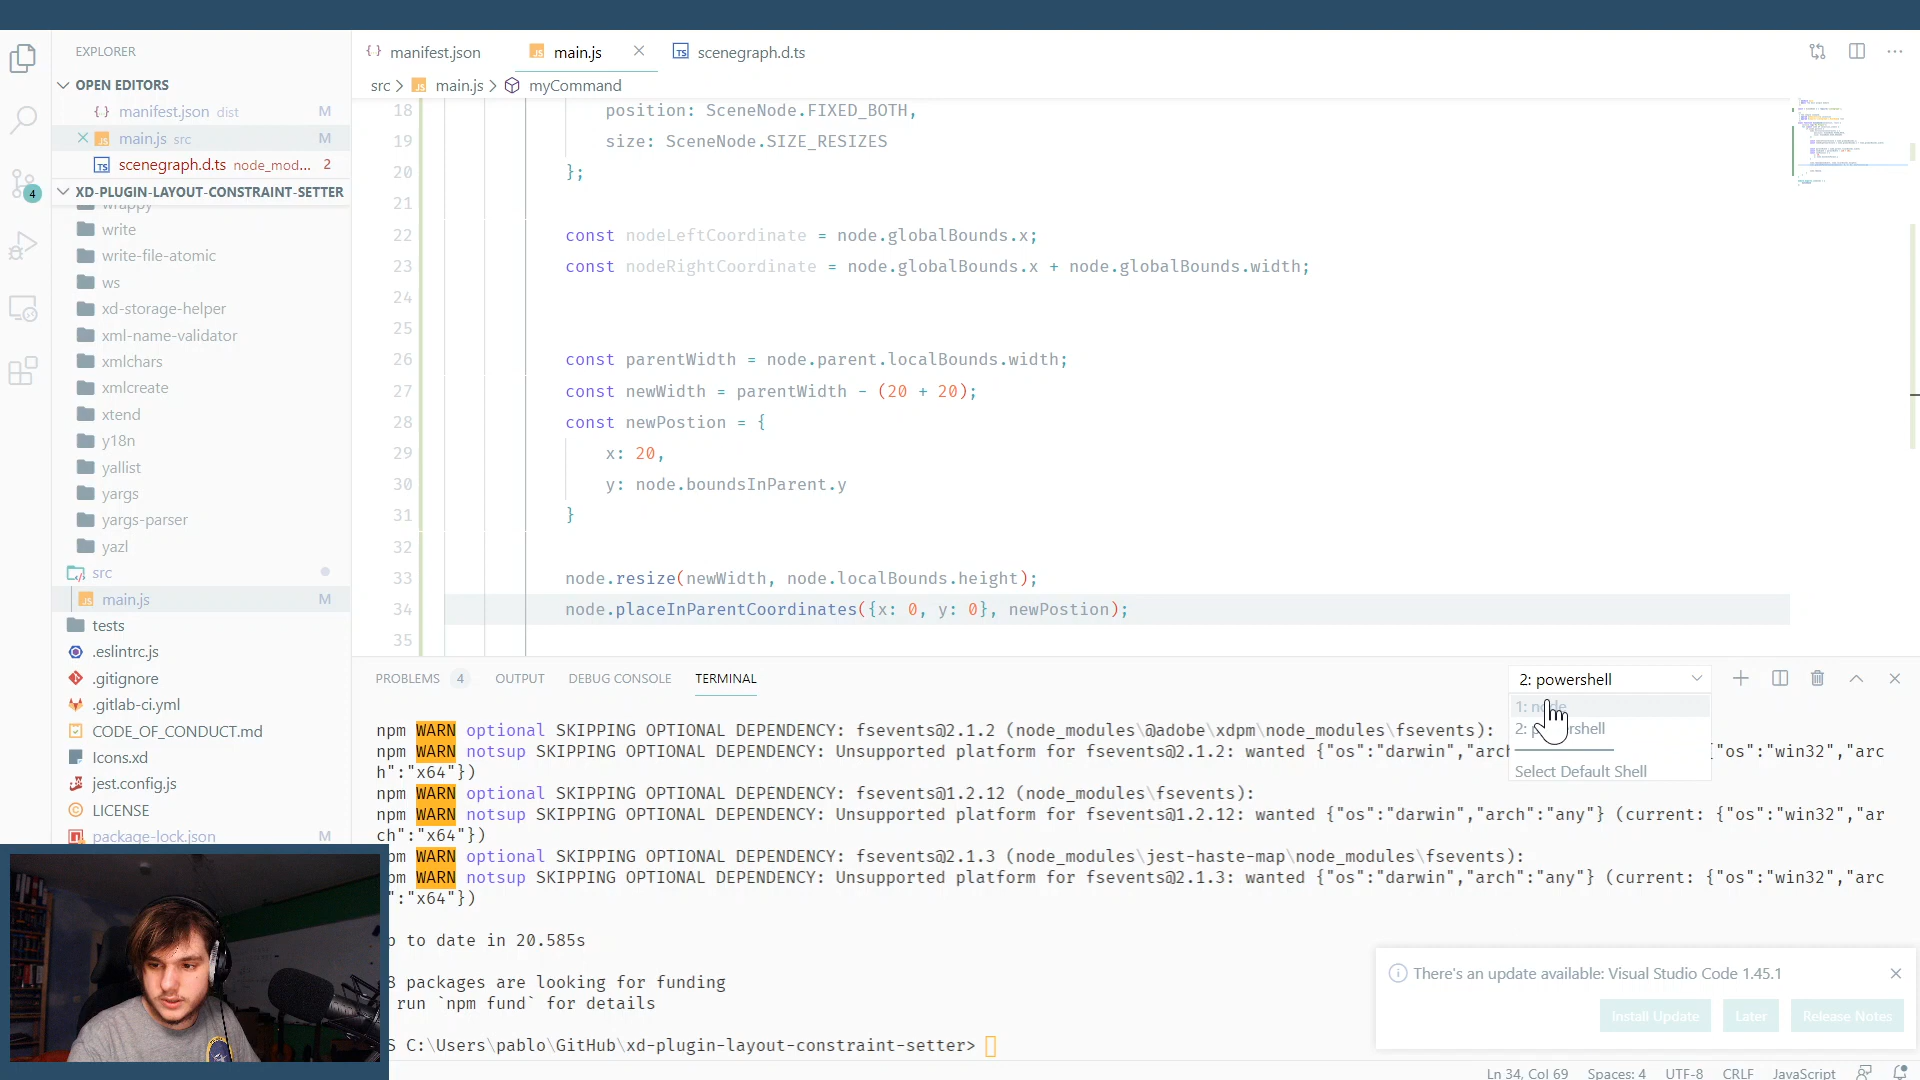 EXPLORER
OPEN EDITORS
manifest.json dist M
main.js src M
scenegraph.d.ts node_mod... 2
XD-PLUGIN-LAYOUT-CONSTRAINT-SETTER
wrappy
write
write-file-atomic
ws
xd-storage-helper
xml-name-validator
xmlchars
xmlcreate
xtend
y18n
yallist
yargs
yargs-parser
yazl
src
main.js M
tests
.eslintrc.js
.gitignore
.gitlab-ci.yml
CODE_OF_CONDUCT.md
Icons.xd
jest.config.js
LICENSE
package-lock.json M
4
manifest.json
main.js
scenegraph.d.ts
src > main.js > myCommand
18 position: SceneNode.FIXED_BOTH,
19 size: SceneNode.SIZE_RESIZES
20 };
21
22 const nodeLeftCoordinate = node.globalBounds.x;
23 const nodeRightCoordinate = node.globalBounds.x + node.globalBounds.width;
24
25
26 const parentWidth = node.parent.localBounds.width;
27 const newWidth = parentWidth - (20 + 20);
28 const newPostion = {
29 x: 20,
30 y: node.boundsInParent.y
31 }
32
33 node.resize(newWidth, node.localBounds.height);
34 node.placeInParentCoordinates({x: 0, y: 0}, newPostion);
35
PROBLEMS 4 OUTPUT DEBUG CONSOLE TERMINAL
2: powershell
1: node
2: p rshell
Select Default Shell
npm WARN optional SKIPPING OPTIONAL DEPENDENCY: fsevents@2.1.2 (node_modules\@adobe\xdpm\node_modules\fsevents):
npm WARN notsup SKIPPING OPTIONAL DEPENDENCY: Unsupported platform for fsevents@2.1.2: wanted {"os":"darwin","arch {"os":"win32","arc
h":"x64"})
npm WARN optional SKIPPING OPTIONAL DEPENDENCY: fsevents@1.2.12 (node_modules\fsevents):
npm WARN notsup SKIPPING OPTIONAL DEPENDENCY: Unsupported platform for fsevents@1.2.12: wanted {"os":"darwin","arch":"any"} (current: {"os":"win32","ar
ch":"x64"})
pm WARN optional SKIPPING OPTIONAL DEPENDENCY: fsevents@2.1.3 (node_modules\jest-haste-map\node_modules\fsevents):
pm WARN notsup SKIPPING OPTIONAL DEPENDENCY: Unsupported platform for fsevents@2.1.3: wanted {"os":"darwin","arch":"any"} (current: {"os":"win32","arc
":"x64"})
p to date in 20.585s
8 packages are looking for funding
run `npm fund` for details
S C:\Users\pablo\GitHub\xd-plugin-layout-constraint-setter>
There's an update available: Visual Studio Code 1.45.1
Install Update Later Release Notes
Ln 34, Col 69 Spaces: 4 UTF-8 CRLF JavaScript